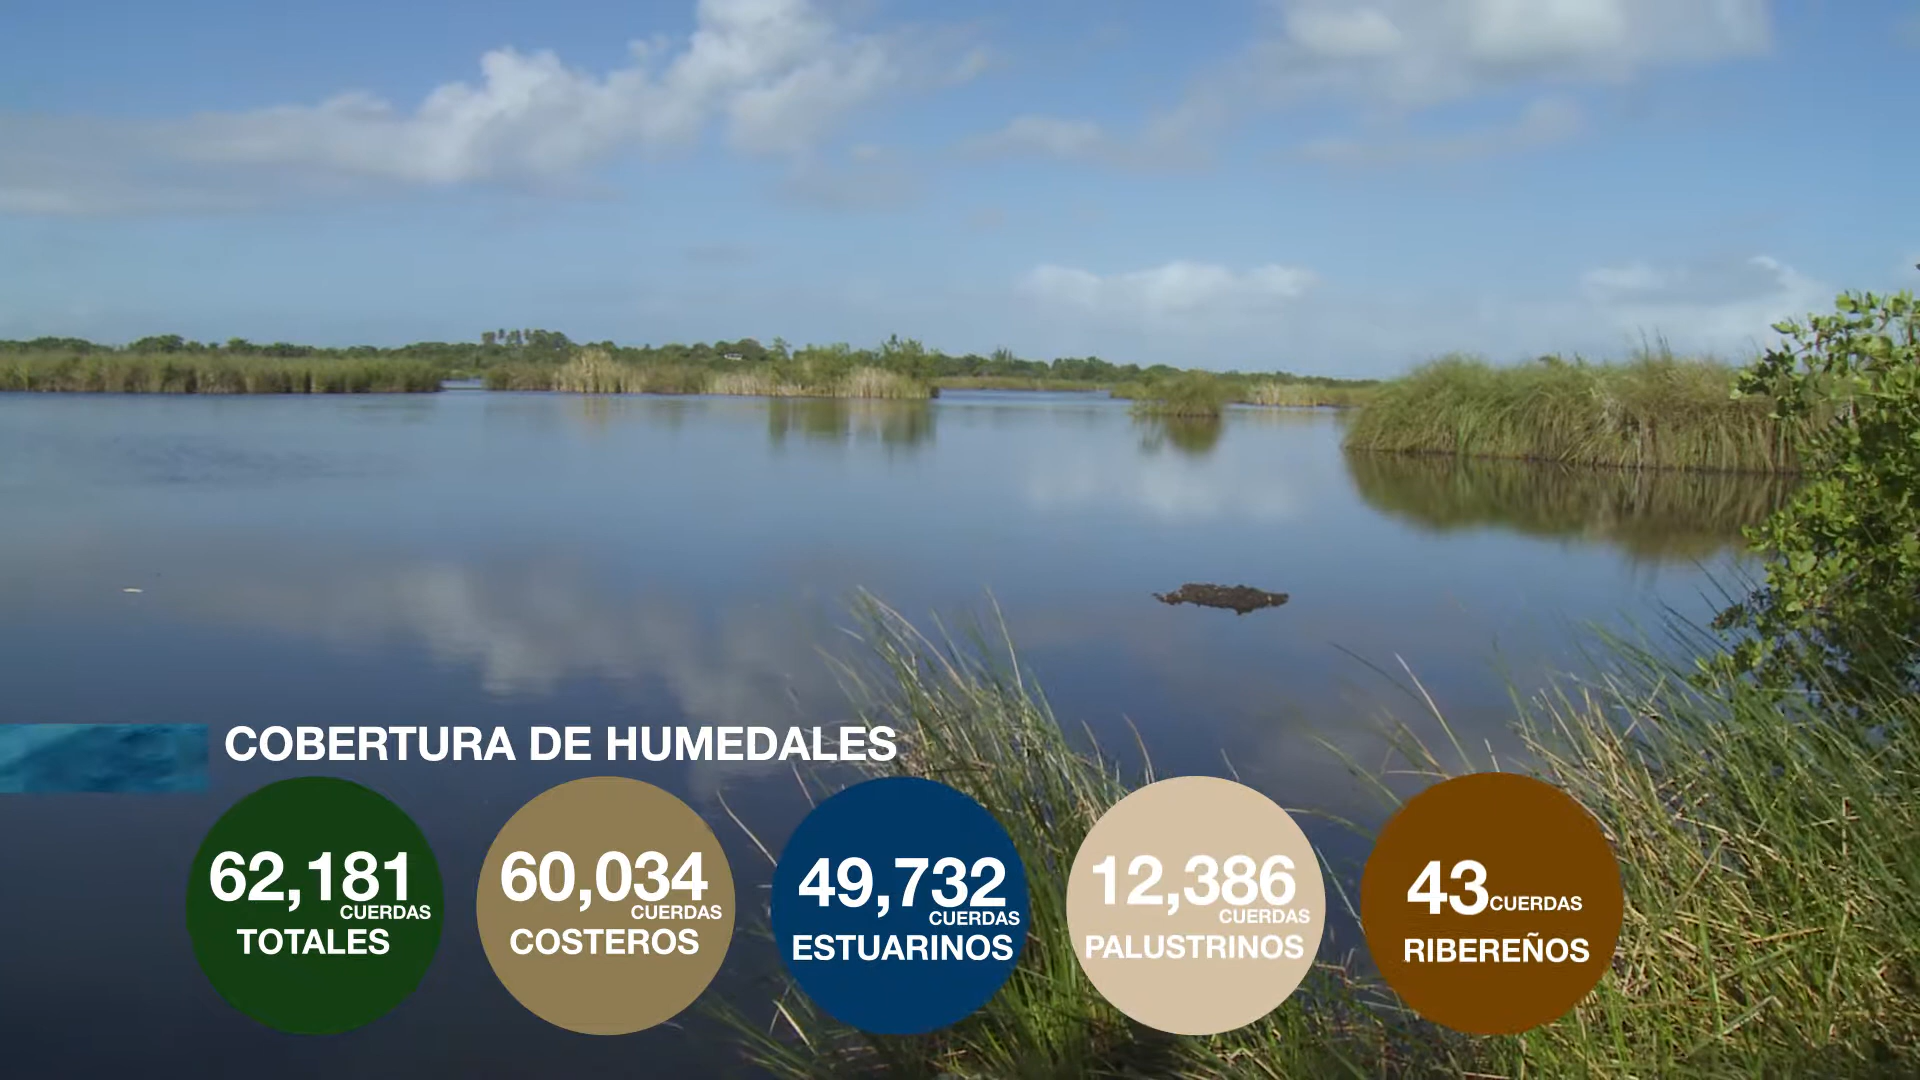 COBERTURA DE HUMEDALES
62,181
CUERDAS
TOTALES
60,034
CUERDAS
COSTEROS
49,732
CUERDAS
ESTUARINOS
12,386
CUERDAS
PALUSTRINOS
43 CUERDAS
RIBEREÑOS